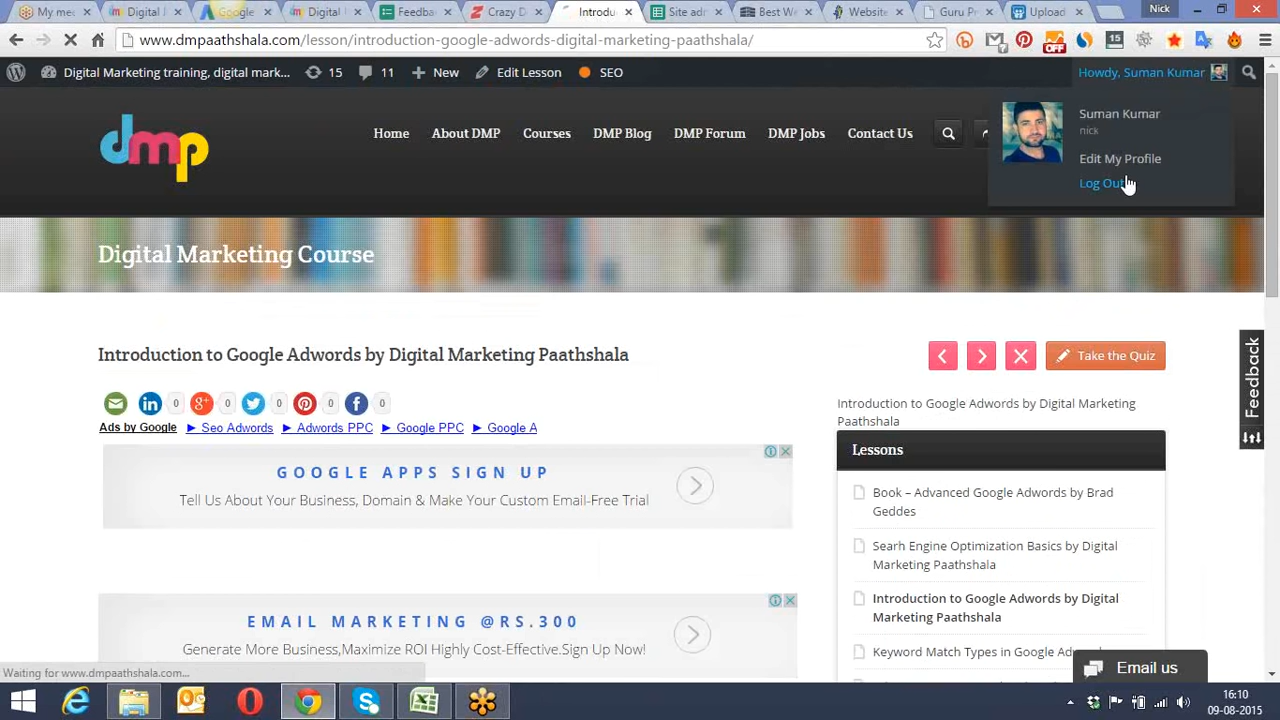 My mec
Digital M
Google
Digital I
Feedba
Crazy D
Introdu
Site adr
Best We
Website
Guru P
Upload
Nick
www.dmpaathshala.com/lesson/introduction-google-adwords-digital-marketing-paathshala/
OFF
15
Digital Marketing training, digital mark...
15
11
New
Edit Lesson
SEO
Howdy, Suman Kumar
Suman Kumar
nick
Edit My Profile
Log Out
dmp
Home
About DMP
Courses
DMP Blog
DMP Forum
DMP Jobs
Contact Us
Digital Marketing Course
Introduction to Google Adwords by Digital Marketing Paathshala
Take the Quiz
0 0 0 0 0
Ads by Google ► Seo Adwords ► Adwords PPC ► Google PPC ► Google A
GOOGLE APPS SIGN UP
Tell Us About Your Business, Domain & Make Your Custom Email-Free Trial
EMAIL MARKETING @RS.300
Generate More Business,Maximize ROI Highly Cost-Effective.Sign Up Now!
Introduction to Google Adwords by Digital Marketing
Paathshala
Lessons
Book – Advanced Google Adwords by Brad
Geddes
Searh Engine Optimization Basics by Digital
Marketing Paathshala
Introduction to Google Adwords by Digital
Marketing Paathshala
Keyword Match Types in Google
Feedback
Email us
Waiting for www.dmpaathshala.com...
16:10
09-08-2015